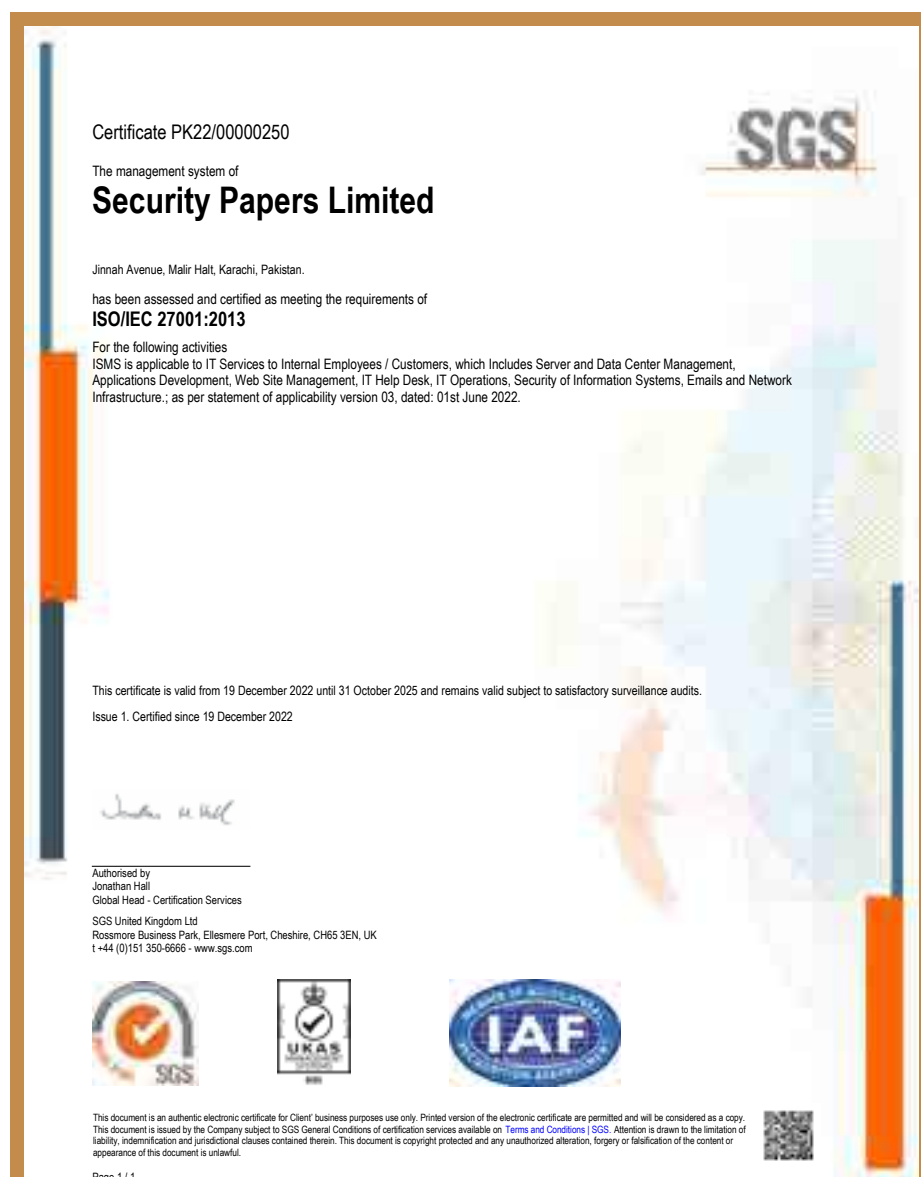 Certificate PK22/00000250
SGS
The management system of
Security Papers Limited
Jinnah Avenue, Malir Halt, Karachi, Pakistan.
has been assessed and certified as meeting the requirements of
ISO/IEC 27001:2013
For the following activities
ISMS is applicable to IT Services to Internal Employees / Customers, which Includes Server and Data Center Management,
Applications Development, Web Site Management, IT Help Desk, IT Operations, Security of Information Systems, Emails and Network
Infrastructure.; as per statement of applicability version 03, dated: 01st June 2022.
This certificate is valid from 19 December 2022 until 31 October 2025 and remains valid subject to satisfactory surveillance audits.
Issue 1. Certified since 19 December 2022
Authorised by
Jonathan Hall
Global Head - Certification Services
SGS United Kingdom Ltd
Rossmore Business Park, Ellesmere Port, Cheshire, CH65 3EN, UK
t +44 (0)151 350-6666 - www.sgs.com
SGS
UKAS
MANAGEMENT
SYSTEMS
IAF
This document is an authentic electronic certificate for Client' business purposes use only. Printed version of the electronic certificate are permitted and will be considered as a copy.
This document is issued by the Company subject to SGS General Conditions of certification services available on Terms and Conditions | SGS. Attention is drawn to the limitation of
liability, indemnification and jurisdictional clauses contained therein. This document is copyright protected and any unauthorized alteration, forgery or falsification of the content or
appearance of this document is unlawful.
Page 1 / 1